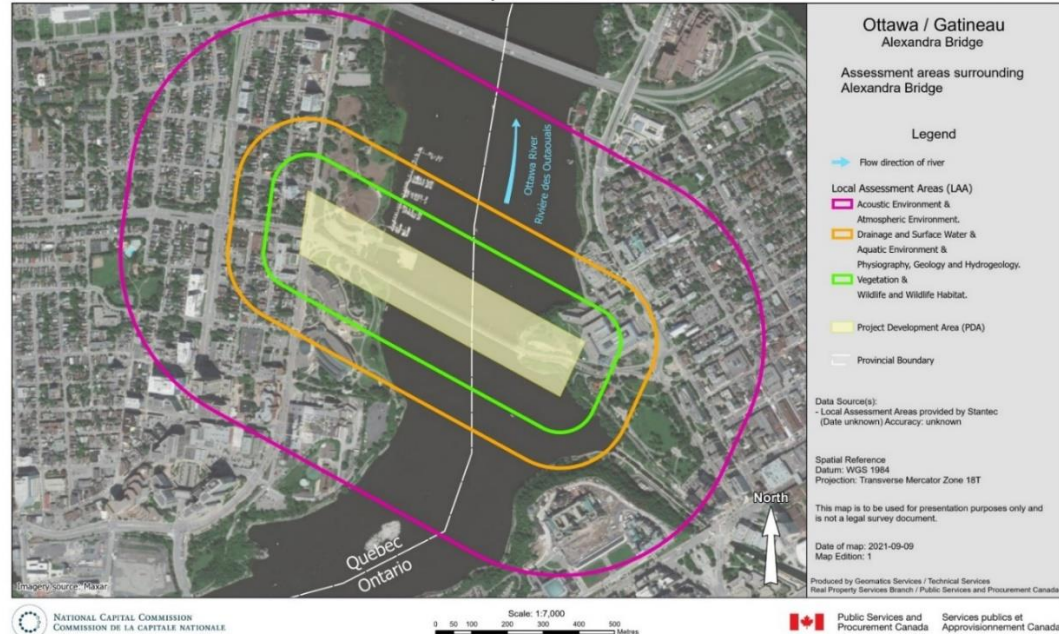 Ottawa / Gatineau
Alexandra Bridge
Assessment areas surrounding
Alexandra Bridge
Legend
Flow direction of river
Local Assessment Areas (LAA)
Acoustic Environment &
Atmospheric Environment.
Drainage and Surface Water &
Aquatic Environment &
Physiography, Geology and Hydrogeology.
Vegetation &
Wildlife and Wildlife Habitat.
Project Development Area (PDA)
Provincial Boundary
Data Source(s):
- Local Assessment Areas provided by Stantec
(Date unknown) Accuracy: unknown
Spatial Reference
Datum: WGS 1984
Projection: Transverse Mercator Zone 18T
This map is to be used for presentation purposes only and
is not a legal survey document.
Date of map: 2021-09-09
Map Edition: 1
Produced by Geomatics Services / Technical Services
Real Property Services Branch / Public Services and Procurement Canada
Ottawa River
Rivière des Outaouais
North
Quebec
Ontario
Imagery source: Maxar
NATIONAL CAPITAL COMMISSION
COMMISSION DE LA CAPITALE NATIONALE
Scale: 1:7,000
0 50 100 200 300 400 500
Metres
Public Services and
Procurement Canada
Services publics et
Approvisionnement Canada